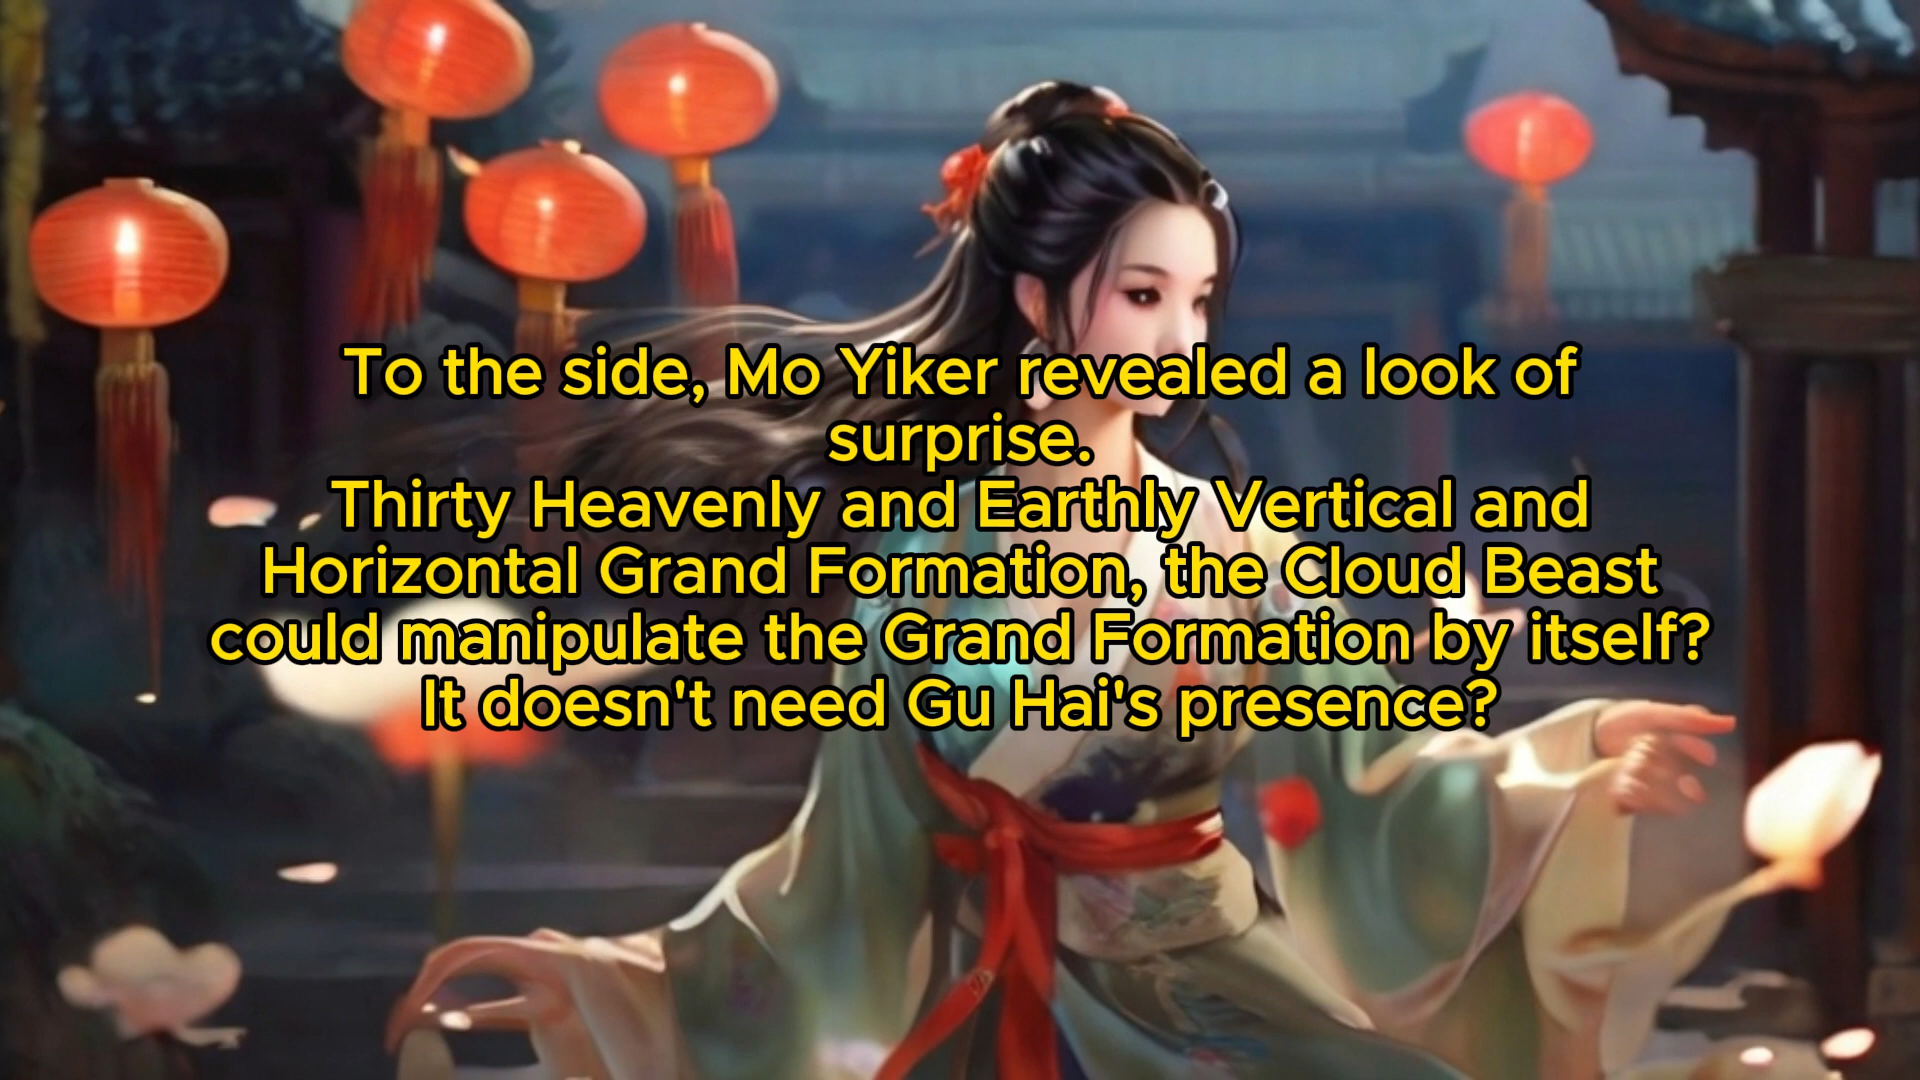 To the side, Mo Yiker revealed a look of
surprise.
Thirty Heavenly and Earthly Vertical and
Horizontal Grand Formation, the Cloud Beast
could manipulate the Grand Formation by itself?
It doesn't need Gu Hai's presence?